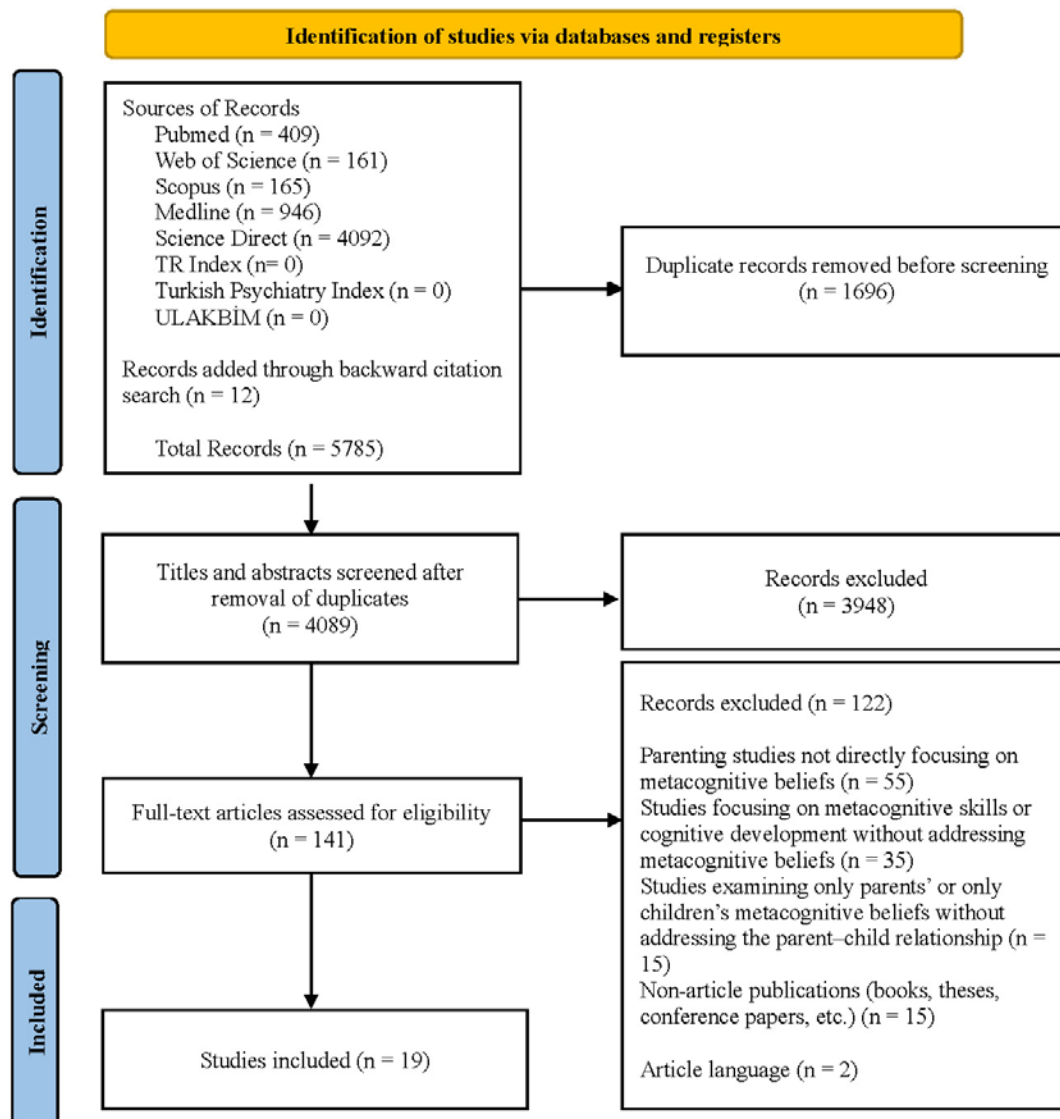 Identification of studies via databases and registers
Identification
Sources of Records
Pubmed (n = 409)
Web of Science (n = 161)
Scopus (n = 165)
Medline (n = 946)
Science Direct (n = 4092)
TR Index (n= 0)
Turkish Psychiatry Index (n = 0)
ULAKBİM (n = 0)
Records added through backward citation
search (n = 12)
Total Records (n = 5785)
Duplicate records removed before screening
(n = 1696)
Screening
Titles and abstracts screened after
removal of duplicates
(n = 4089)
Records excluded
(n = 3948)
Full-text articles assessed for eligibility
(n = 141)
Records excluded (n = 122)
Parenting studies not directly focusing on
metacognitive beliefs (n = 55)
Studies focusing on metacognitive skills or
cognitive development without addressing
metacognitive beliefs (n = 35)
Studies examining only parents’ or only
children’s metacognitive beliefs without
addressing the parent–child relationship (n =
15)
Non-article publications (books, theses,
conference papers, etc.) (n = 15)
Article language (n = 2)
Included
Studies included (n = 19)